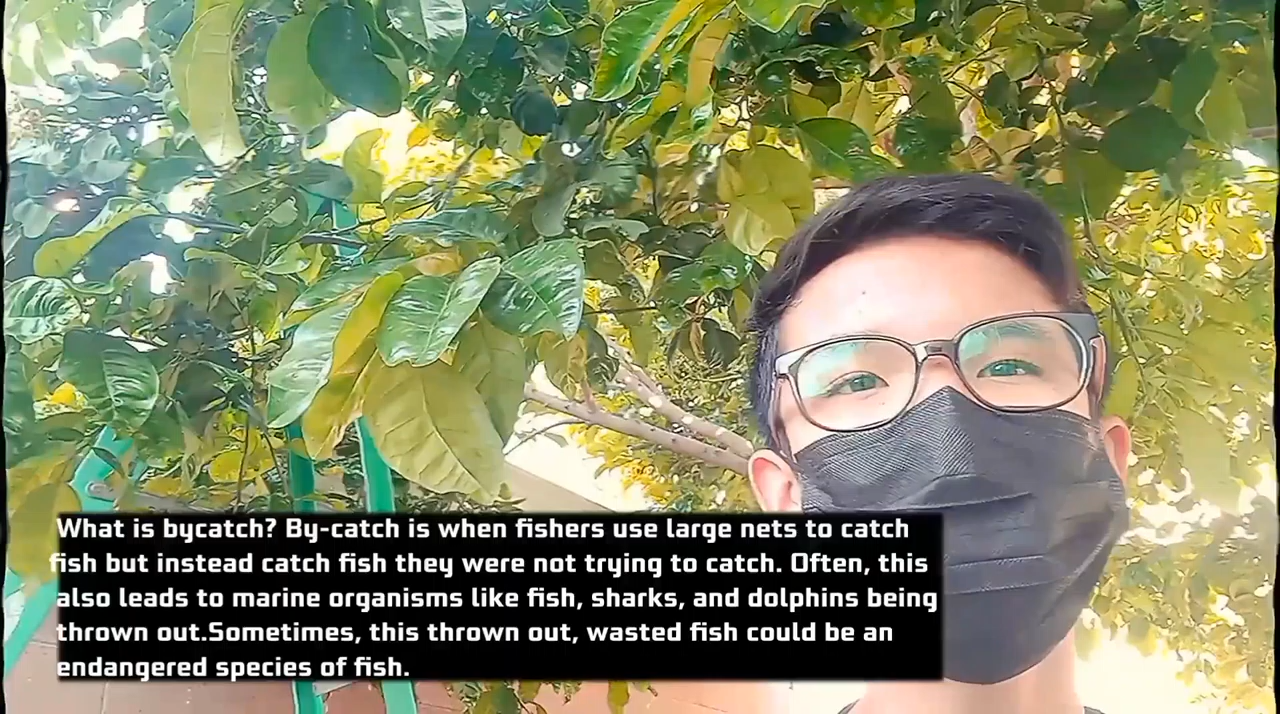 What is bycatch? By-catch is when fishers use large nets to catch
fish but instead catch fish they were not trying to catch. Often, this
also leads to marine organisms like fish, sharks, and dolphins being
thrown out.Sometimes, this thrown out, wasted fish could be an
endangered species of fish.